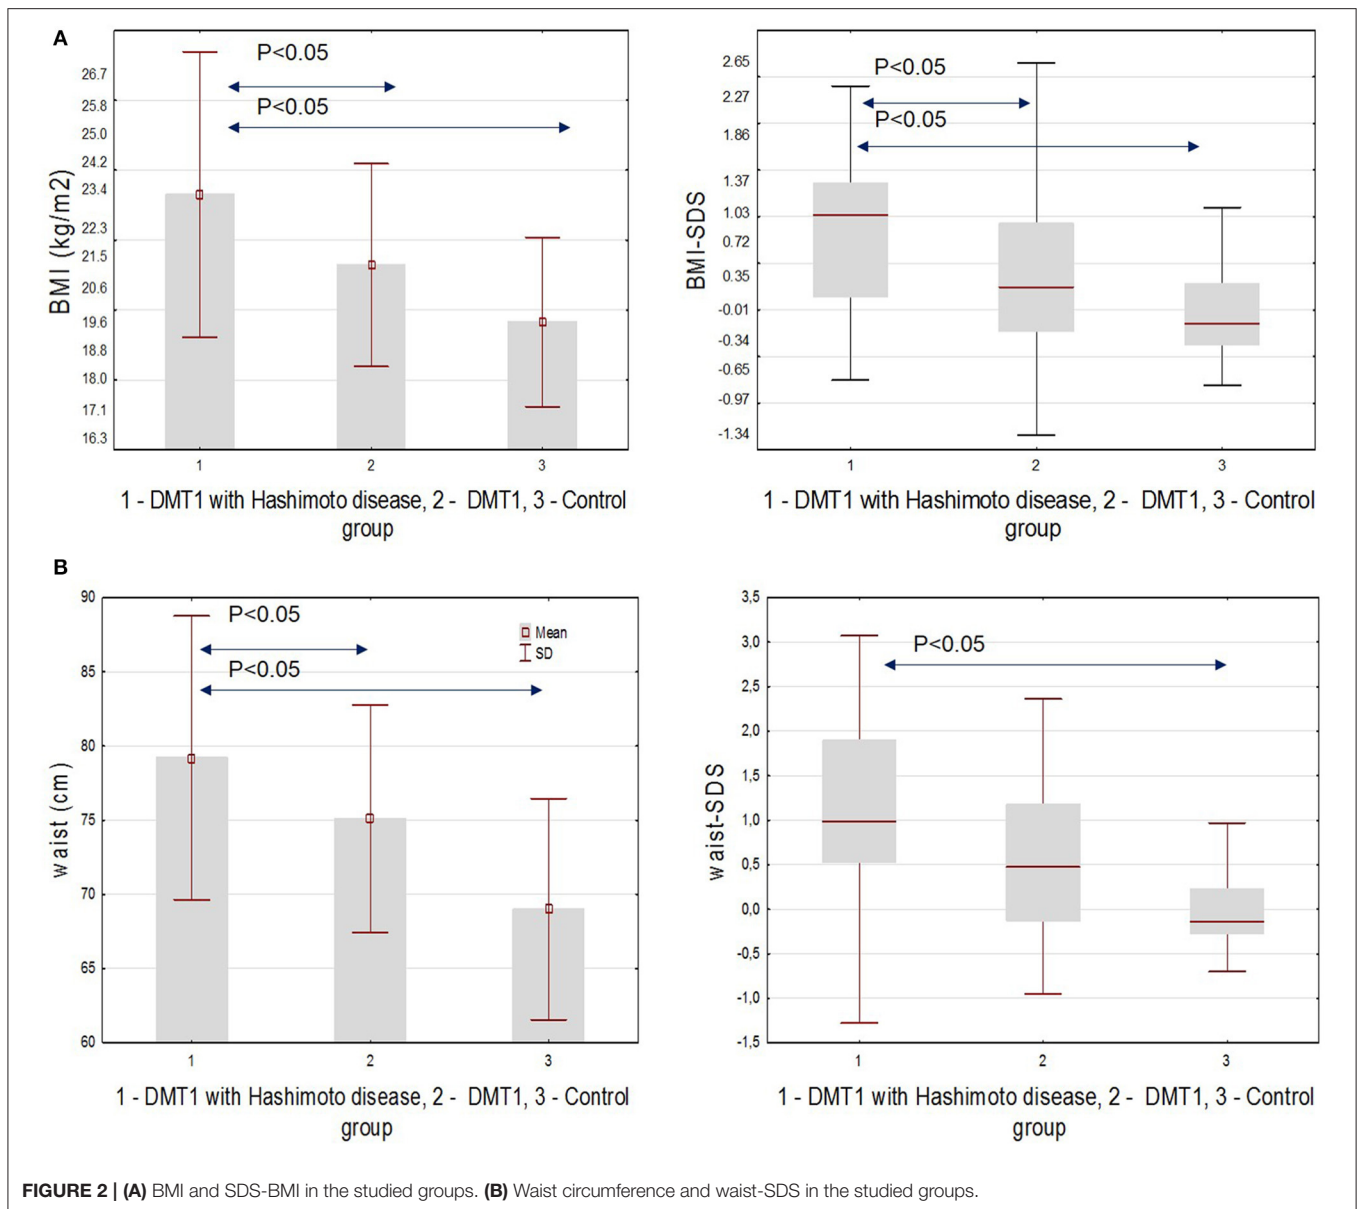 A
P<0.05
P<0.05
BMI (kg/m2)
26.7
25.8
25.0
24.2
23.4
22.3
21.5
20.6
19.6
18.8
18.0
17.1
16.3
1
2
3
1 - DMT1 with Hashimoto disease, 2 - DMT1, 3 - Control
group
P<0.05
P<0.05
BMI-SDS
2.65
2.27
1.86
1.37
1.03
0.72
0.35
-0.01
-0.34
-0.65
-0.97
-1.34
1
2
3
1 - DMT1 with Hashimoto disease, 2 - DMT1, 3 - Control
group
B
P<0.05
P<0.05
Mean
SD
waist (cm)
90
85
80
75
70
65
60
1
2
3
1 - DMT1 with Hashimoto disease, 2 - DMT1, 3 - Control
group
P<0.05
waist-SDS
3,5
3,0
2,5
2,0
1,5
1,0
0,5
0,0
-0,5
-1,0
-1,5
1
2
3
1 - DMT1 with Hashimoto disease, 2 - DMT1, 3 - Control
group
FIGURE 2 | (A) BMI and SDS-BMI in the studied groups. (B) Waist circumference and waist-SDS in the studied groups.